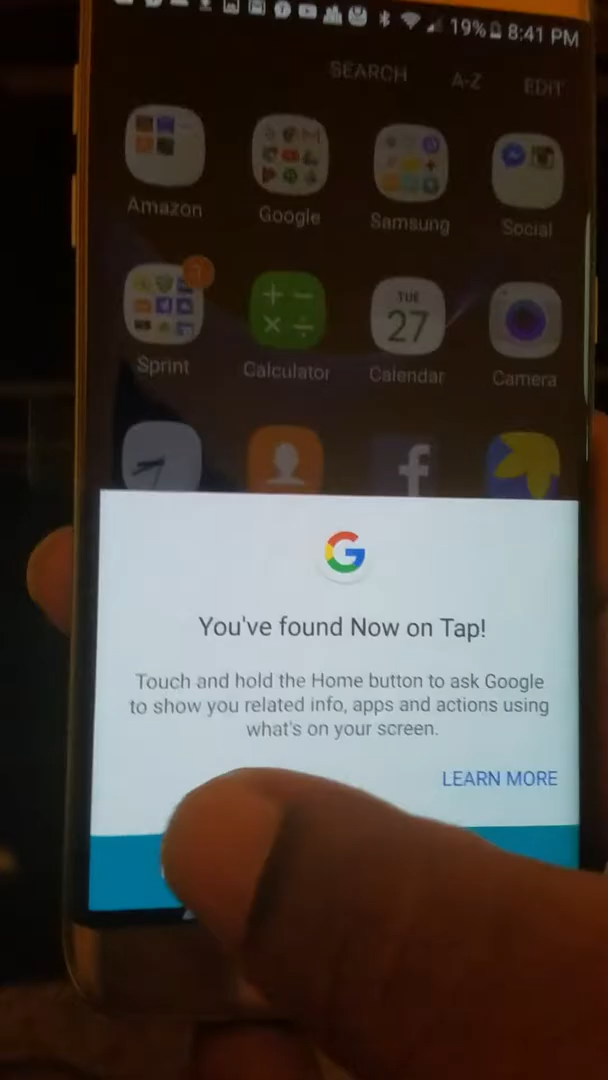 19% 8:41 PM
SEARCH A-Z EDIT
Amazon Google Samsung Social
Sprint Calculator Calendar Camera
TUE
27
You've found Now on Tap!
Touch and hold the Home button to ask Google
to show you related info, apps and actions using
what's on your screen.
LEARN MORE